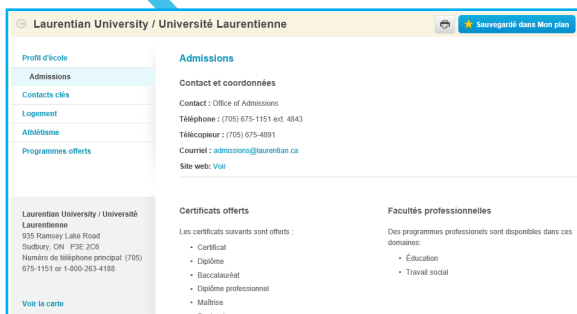 Laurentian University / Université Laurentienne
Sauvegardé dans Mon plan
Profil d'école
Admissions
Contacts clés
Logement
Athlétisme
Programmes offerts
Laurentian University / Université
Laurentienne
935 Ramsey Lake Road
Sudbury, ON P3E 2C6
Numéro de téléphone principal: (705)
675-1151 or 1-800-263-4188
Voir la carte
Admissions
Contact et coordonnées
Contact : Office of Admissions
Téléphone : (705) 675-1151 ext. 4843
Télécopieur : (705) 675-4891
Courriel : admissions@laurentian.ca
Site web: Voir
Certificats offerts
Les certificats suivants sont offerts :
• Certificat
• Diplôme
• Baccalauréat
• Diplôme professionnel
• Maîtrise
Facultés professionnelles
Des programmes professionels sont disponibles dans ces
domaines:
• Éducation
• Travail social